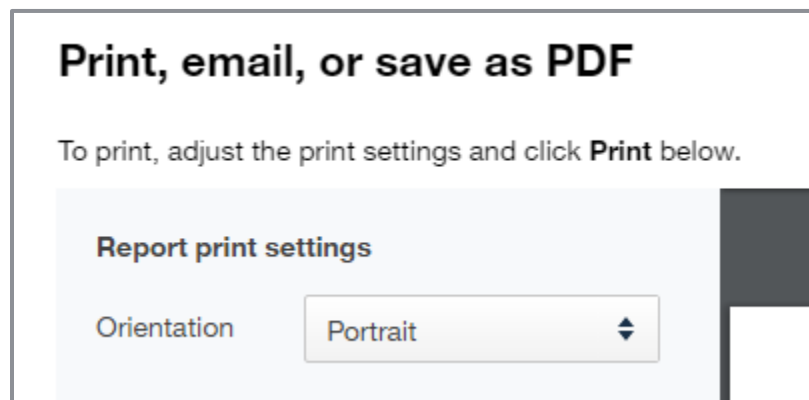 Print, email, or save as PDF
To print, adjust the print settings and click Print below.
Report print settings
Orientation
Portrait